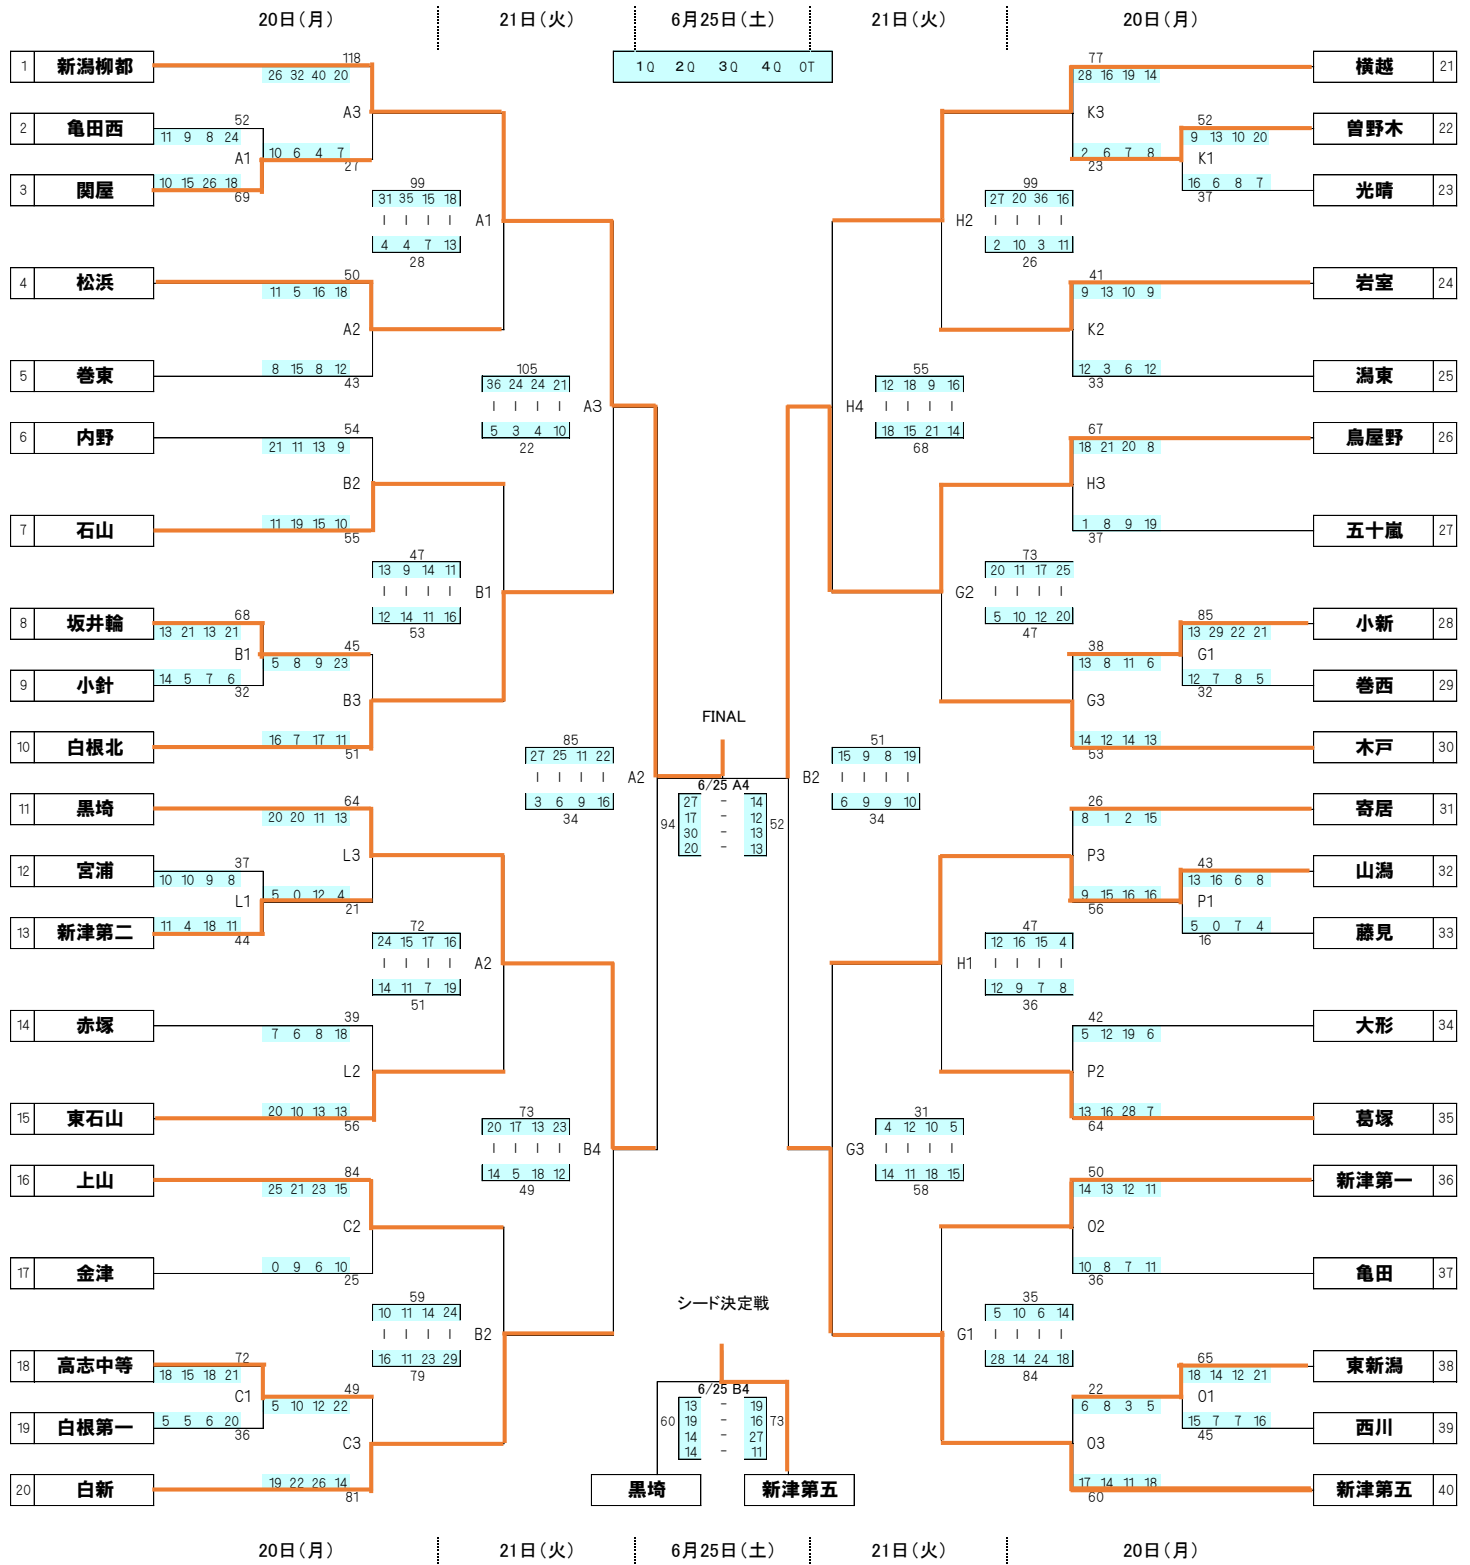 20日（月） 21日（火） 6月25日（土） 21日（火） 20日（月）
1Q 2Q 3Q 4Q OT
1 新潟柳都 118
26 32 40 20
A3
2 亀田西 52
11 9 8 24
A1
10 6 4 7
27
3 関屋
10 15 26 18
69
99
31 35 15 18
| | | |
4 4 7 13
28
A1
4 松浜 50
11 5 16 18
A2
5 巻東
8 15 8 12
43
105
36 24 24 21
| | | |
5 3 4 10
22
A3
6 内野 54
21 11 13 9
B2
7 石山
11 19 15 10
55
47
13 9 14 11
| | | |
12 14 11 16
53
B1
8 坂井輪 68
13 21 13 21
B1
45
5 8 9 23
9 小針
14 5 7 6
32
B3
10 白根北
16 7 17 11
51
85
27 25 11 22
| | | |
3 6 9 16
34
A2
11 黒埼 64
20 20 11 13
L3
12 宮浦 37
10 10 9 8
L1
5 0 12 4
21
13 新津第二
11 4 18 11
44
72
24 15 17 16
| | | |
14 11 7 19
51
A2
14 赤塚 39
7 6 8 18
L2
15 東石山
20 10 13 13
56
73
20 17 13 23
| | | |
14 5 18 12
49
B4
16 上山 84
25 21 23 15
C2
17 金津
0 9 6 10
25
59
10 11 14 24
| | | |
16 11 23 29
79
B2
18 高志中等 72
18 15 18 21
C1
49
5 10 12 22
19 白根第一
5 5 6 20
36
C3
20 白新
19 22 26 14
81
FINAL
6/25 A4
27 - 14
17 - 12
94 52
30 - 13
20 - 13
シード決定戦
6/25 B4
13 - 19
60 19 - 16 73
14 - 27
14 - 11
黒埼 新津第五
77 横越 21
28 16 19 14
K3
52 曽野木 22
9 13 10 20
K1
2 6 7 8
23
光晴 23
16 6 8 7
37
99
27 20 36 16
| | | |
2 10 3 11
26
H2
41 岩室 24
9 13 10 9
K2
潟東 25
12 3 6 12
33
55
12 18 9 16
| | | |
18 15 21 14
68
H4
67 鳥屋野 26
18 21 20 8
H3
五十嵐 27
1 8 9 19
37
73
20 11 17 25
| | | |
5 10 12 20
47
G2
85 小新 28
13 29 22 21
G1
38
13 8 11 6
巻西 29
12 7 8 5
32
G3
木戸 30
14 12 14 13
53
51
15 9 8 19
| | | |
6 9 9 10
34
B2
26 寄居 31
8 1 2 15
P3
43 山潟 32
13 16 6 8
P1
9 15 16 16
56
藤見 33
5 0 7 4
16
47
12 16 15 4
| | | |
12 9 7 8
36
H1
42 大形 34
5 12 19 6
P2
葛塚 35
13 16 28 7
64
31
4 12 10 5
| | | |
14 11 18 15
58
G3
50 新津第一 36
14 13 12 11
O2
亀田 37
10 8 7 11
36
35
5 10 6 14
| | | |
28 14 24 18
84
G1
65 東新潟 38
18 14 12 21
O1
22
6 8 3 5
西川 39
15 7 7 16
45
O3
新津第五 40
17 14 11 18
60
20日（月） 21日（火） 6月25日（土） 21日（火） 20日（月）